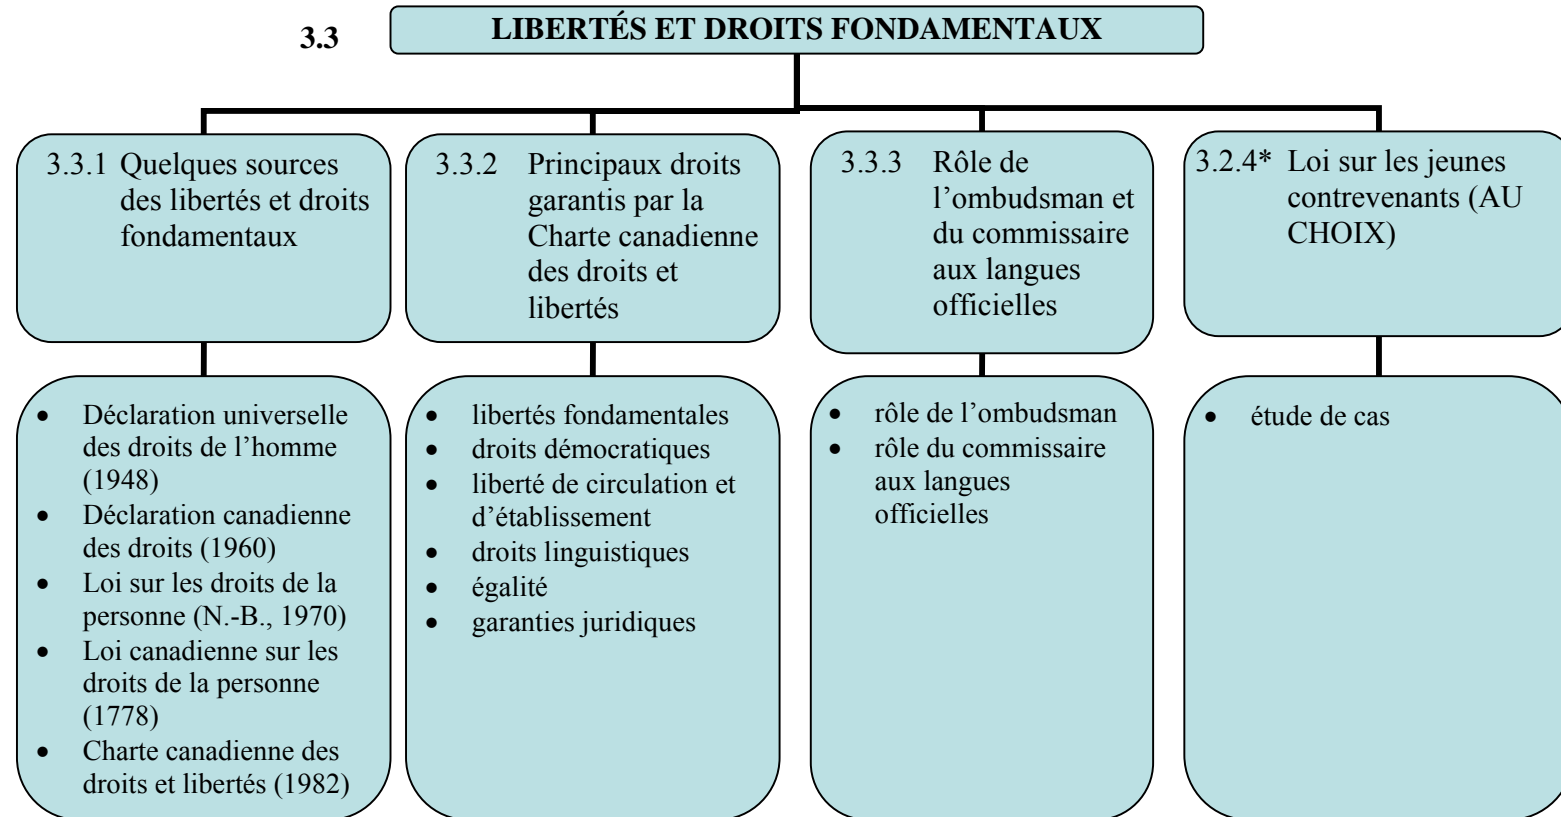 3.3
LIBERTÉS ET DROITS FONDAMENTAUX
3.3.1 Quelques sources
des libertés et droits
fondamentaux
3.3.2 Principaux droits
garantis par la
Charte canadienne
des droits et
libertés
3.3.3 Rôle de
l’ombudsman et
du commissaire
aux langues
officielles
3.2.4* Loi sur les jeunes
contrevenants (AU
CHOIX)
• Déclaration universelle
des droits de l’homme
(1948)
• Déclaration canadienne
des droits (1960)
• Loi sur les droits de la
personne (N.-B., 1970)
• Loi canadienne sur les
droits de la personne
(1778)
• Charte canadienne des
droits et libertés (1982)
• libertés fondamentales
• droits démocratiques
• liberté de circulation et
d’établissement
• droits linguistiques
• égalité
• garanties juridiques
• rôle de l’ombudsman
• rôle du commissaire
aux langues
officielles
• étude de cas